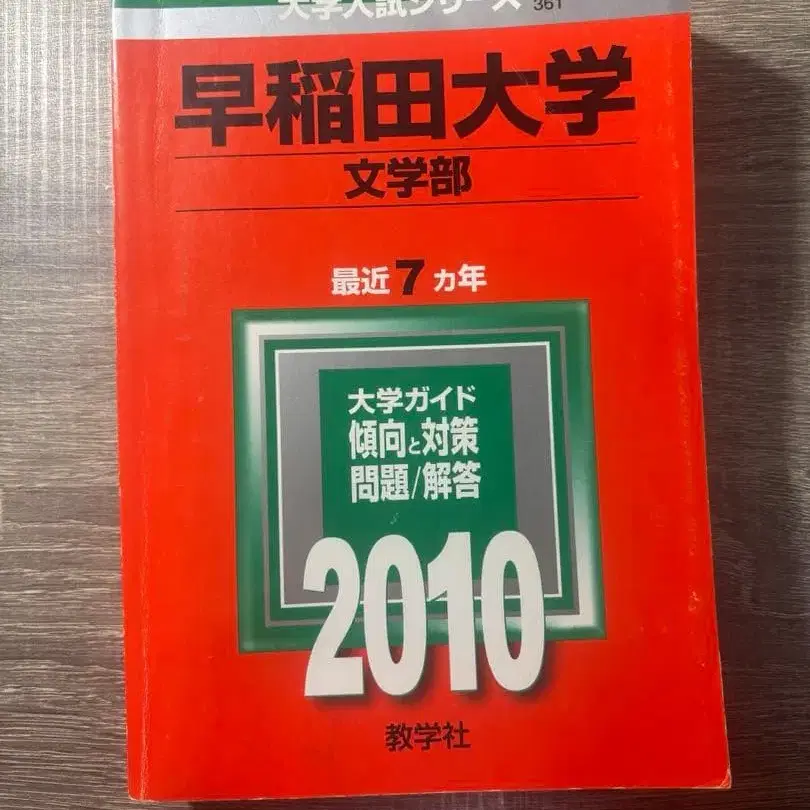 大学入試シリーズ 361
早稲田大学
文学部
最近7ヵ年
大学ガイド
傾向と対策
問題/解答
2010
教学社